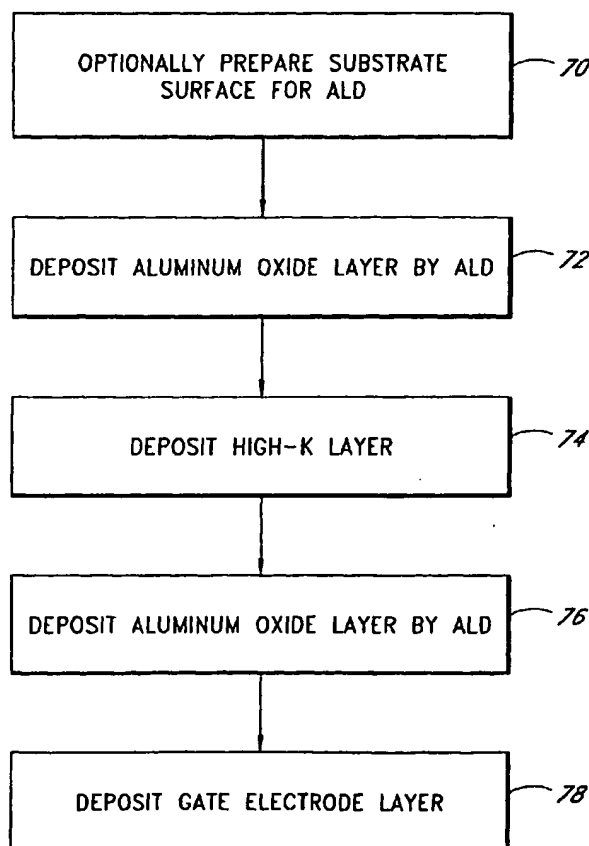 OPTIONALLY PREPARE SUBSTRATE
SURFACE FOR ALD
70
DEPOSIT ALUMINUM OXIDE LAYER BY ALD
72
DEPOSIT HIGH-K LAYER
74
DEPOSIT ALUMINUM OXIDE LAYER BY ALD
76
DEPOSIT GATE ELECTRODE LAYER
78